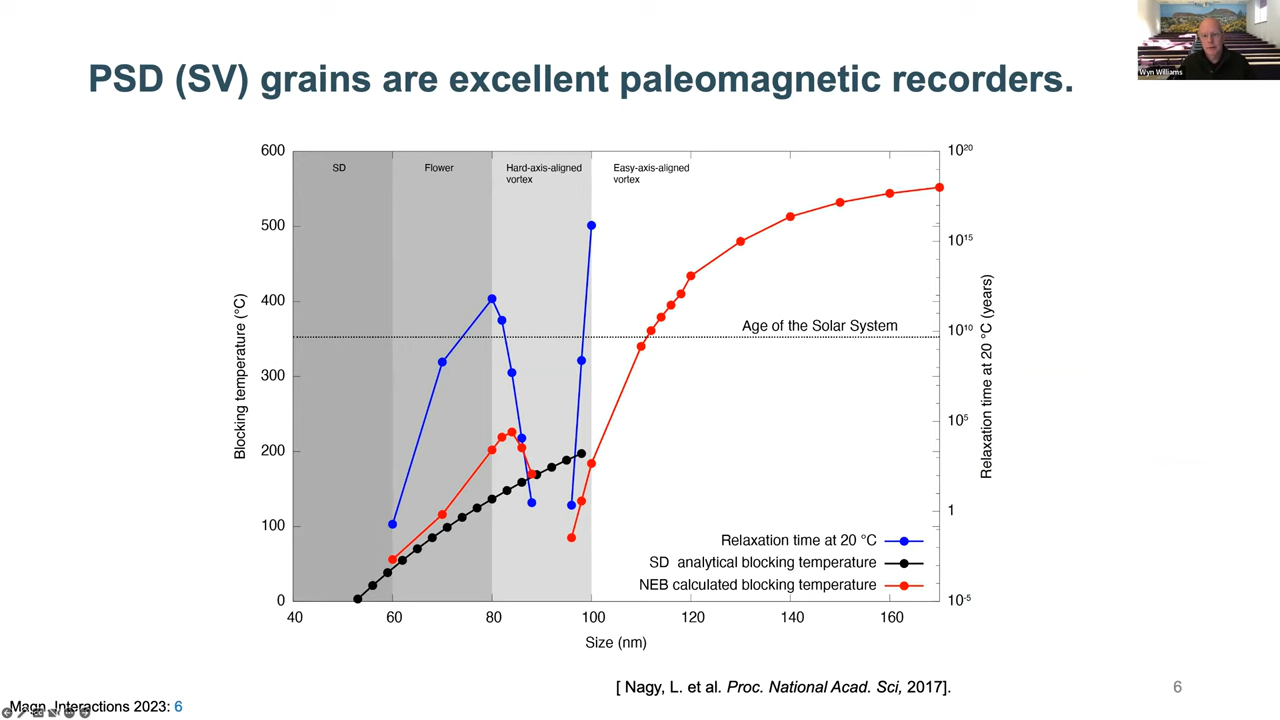 Wyn Williams
PSD (SV) grains are excellent paleomagnetic recorders.
600
500
400
300
200
100
0
Blocking temperature (°C)
SD
Flower
Hard-axis-aligned
vortex
Easy-axis-aligned
vortex
Age of the Solar System
10²⁰
10¹⁵
10¹⁰
10⁵
1
10⁻⁵
Relaxation time at 20 °C (years)
Relaxation time at 20 °C
SD analytical blocking temperature
NEB calculated blocking temperature
40
60
80
100
120
140
160
Size (nm)
[ Nagy, L. et al. Proc. National Acad. Sci, 2017].
6
Magn. Interactions 2023: 6